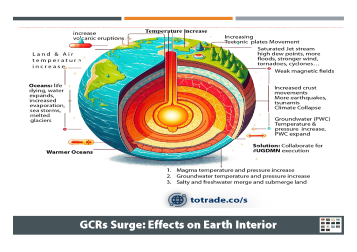 Temperature increase
increase
volcanic eruptions
Increasing
Tectonic plates Movement
Land & Air
temperature
increase
Saturated Jet stream
high dew points, more
floods, stronger wind,
tornadoes, cyclones...
Weak magnetic fields
Oceans: life
dying, water
expands,
increased
evaporation,
sea storms,
melted
glaciers
Increased crust
movements
More earthquakes,
tsunamis
Climate Collapse
Groundwater (PWC)
Temperature &
pressure increase,
PWC expand
Solution: Collaborate for
#UGDMN execution
Warmer Oceans
1. Magma temperature and pressure increase
2. Groundwater temperature and pressure increase
3. Salty and freshwater merge and submerge land
totrade.co/s
GCRs Surge: Effects on Earth Interior